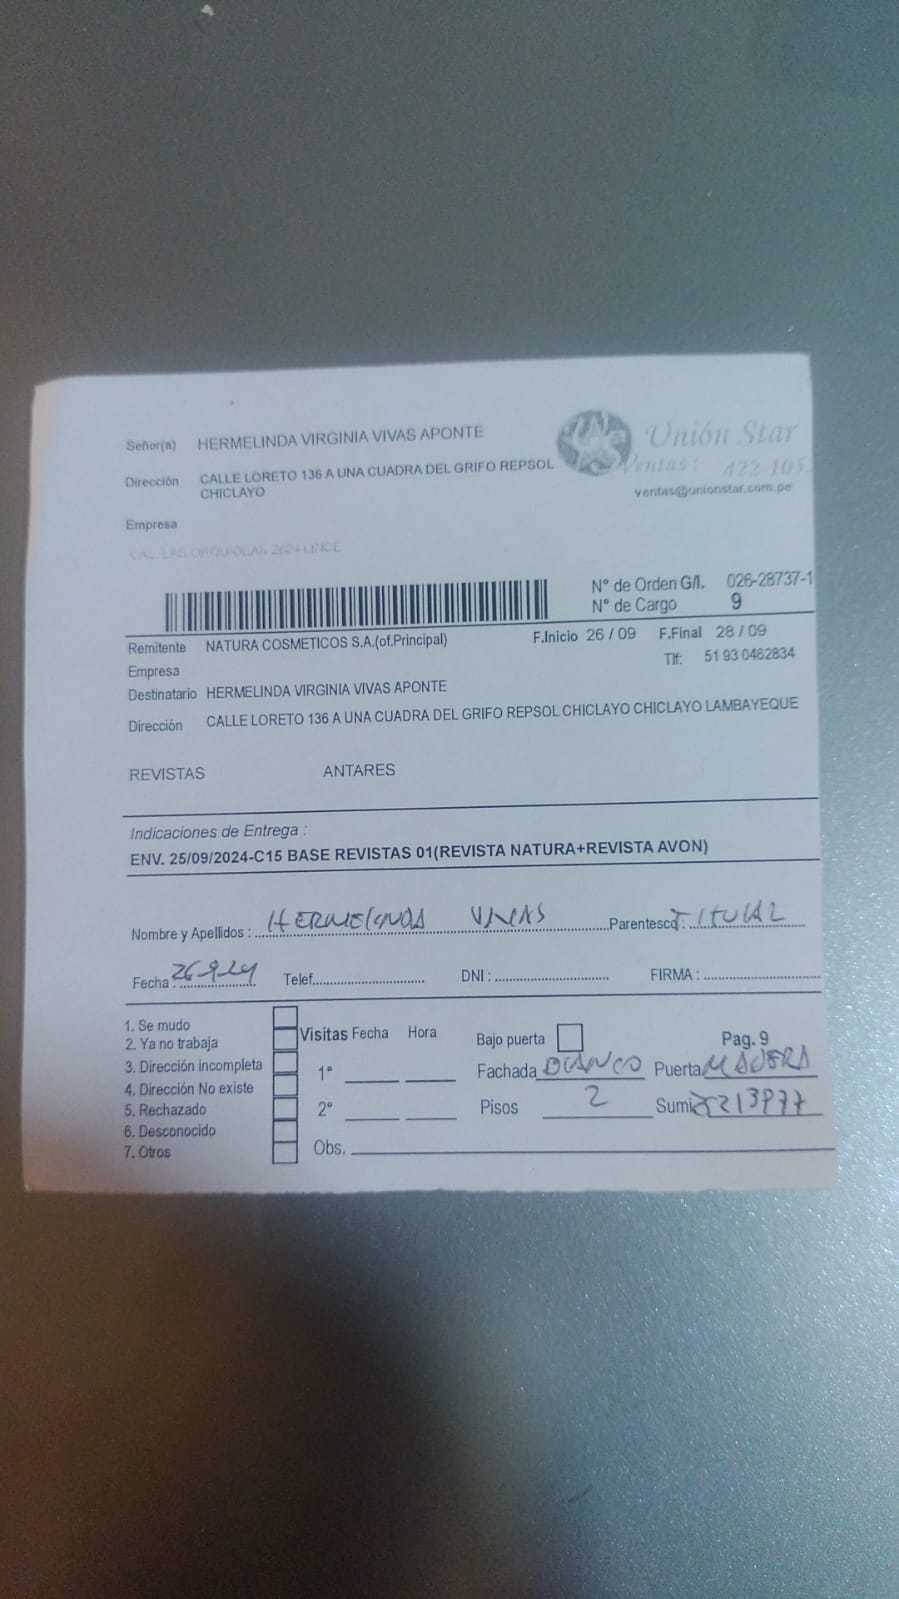 Señor(a) HERMELINDA VIRGINIA VIVAS APONTE
Unión Star
Dirección CALLE LORETO 136 A UNA CUADRA DEL GRIFO REPSOL
CHICLAYO
Ventas: 422-105
ventas@unionstar.com.pe
Empresa
N° de Orden G/I. 026-28737-1
N° de Cargo 9
Remitente NATURA COSMETICOS S.A.(of.Principal) F.Inicio 26 / 09 F.Final 28 / 09
Empresa Tlf: 51 93 0462834
Destinatario HERMELINDA VIRGINIA VIVAS APONTE
Dirección CALLE LORETO 136 A UNA CUADRA DEL GRIFO REPSOL CHICLAYO CHICLAYO LAMBAYEQUE
REVISTAS ANTARES
Indicaciones de Entrega :
ENV. 25/09/2024-C15 BASE REVISTAS 01(REVISTA NATURA+REVISTA AVON)
Nombre y Apellidos : HERMELINDA VIVAS Parentesco : TITULAR
Fecha : 26-9-24 Telef. DNI : FIRMA :
1. Se mudo
2. Ya no trabaja
3. Dirección incompleta
4. Dirección No existe
5. Rechazado
6. Desconocido
7. Otros
Visitas Fecha Hora
1°
2°
Obs.
Bajo puerta Pag. 9
Fachada BLANCO Puerta MADERA
Pisos 2 Sumi